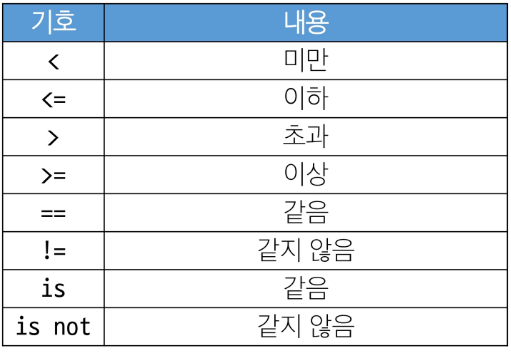 기호 내용
< 미만
<= 이하
> 초과
>= 이상
== 같음
!= 같지 않음
is 같음
is not 같지 않음